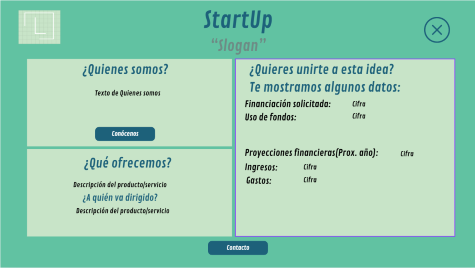 StartUp
“Slogan”
¿Quienes somos?
Texto de Quienes somos
Conócenos
¿Qué ofrecemos?
Descripción del producto/servicio
¿A quién va dirigido?
Descripción del producto/servicio
¿Quieres unirte a esta idea?
Te mostramos algunos datos:
Financiación solicitada: Cifra
Uso de fondos: Cifra
Proyecciones financieras(Prox. año): Cifra
Ingresos: Cifra
Gastos: Cifra
Contacto